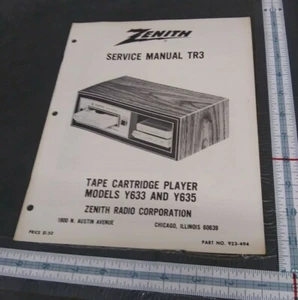 ZENITH
SERVICE MANUAL TR3
TAPE CARTRIDGE PLAYER
MODELS Y633 AND Y635
ZENITH RADIO CORPORATION
1900 N. AUSTIN AVENUE CHICAGO, ILLINOIS 60639
PRICE
PART NO. 923-494